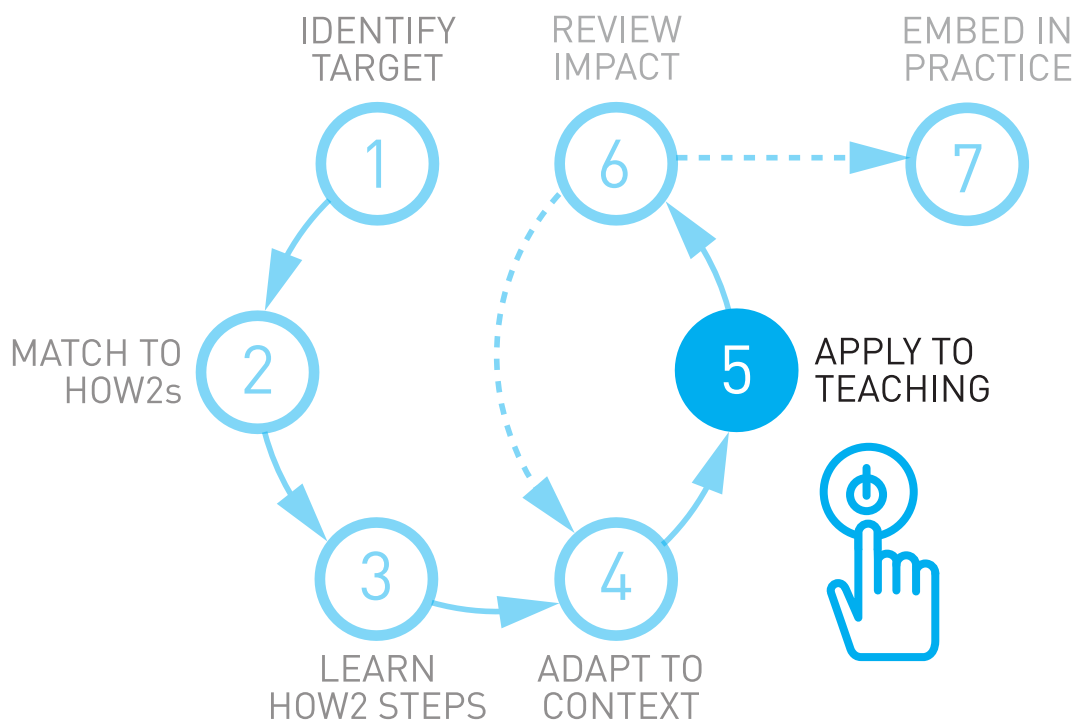 IDENTIFY
TARGET
1
MATCH TO
HOW2s
2
3
LEARN
HOW2 STEPS
4
ADAPT TO
CONTEXT
5
APPLY TO
TEACHING
REVIEW
IMPACT
6
EMBED IN
PRACTICE
7